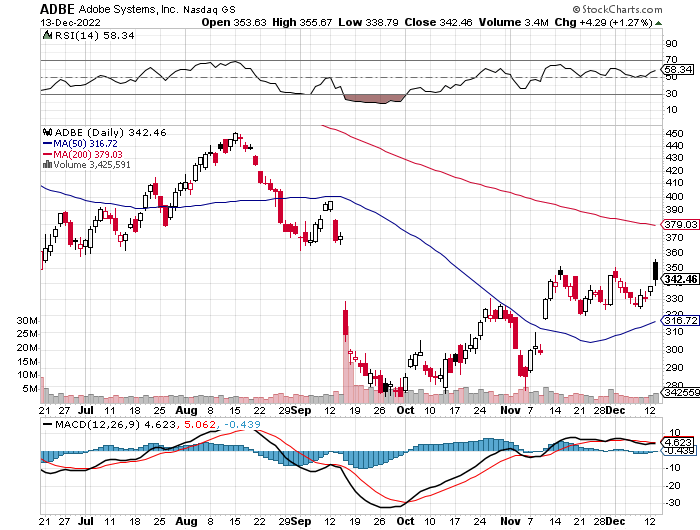 ADBE Adobe Systems, Inc. Nasdaq GS
© StockCharts.com
13-Dec-2022
Open 353.63 High 355.67 Low 338.79 Close 342.46 Volume 3.4M Chg +4.29 (+1.27%)
RSI(14) 58.34
90
70
58.34
50
30
10
ADBE (Daily) 342.46
MA(50) 316.72
MA(200) 379.03
Volume 3,425,591
450
440
430
420
410
400
390
380
379.03
370
360
350
342.46
340
330
320
316.72
310
300
290
280
30M
25M
20M
15M
10M
5M
342559
21 27 Jul 11 18 25 Aug 8 15 22 29 Sep 12 19 26 Oct 10 17 24 Nov 7 14 21 28 Dec 12
MACD(12,26,9) 4.623, 5.062, -0.439
10
4.623
-0.439
-10
-20
-30
21 27 Jul 11 18 25 Aug 8 15 22 29 Sep 12 19 26 Oct 10 17 24 Nov 7 14 21 28 Dec 12